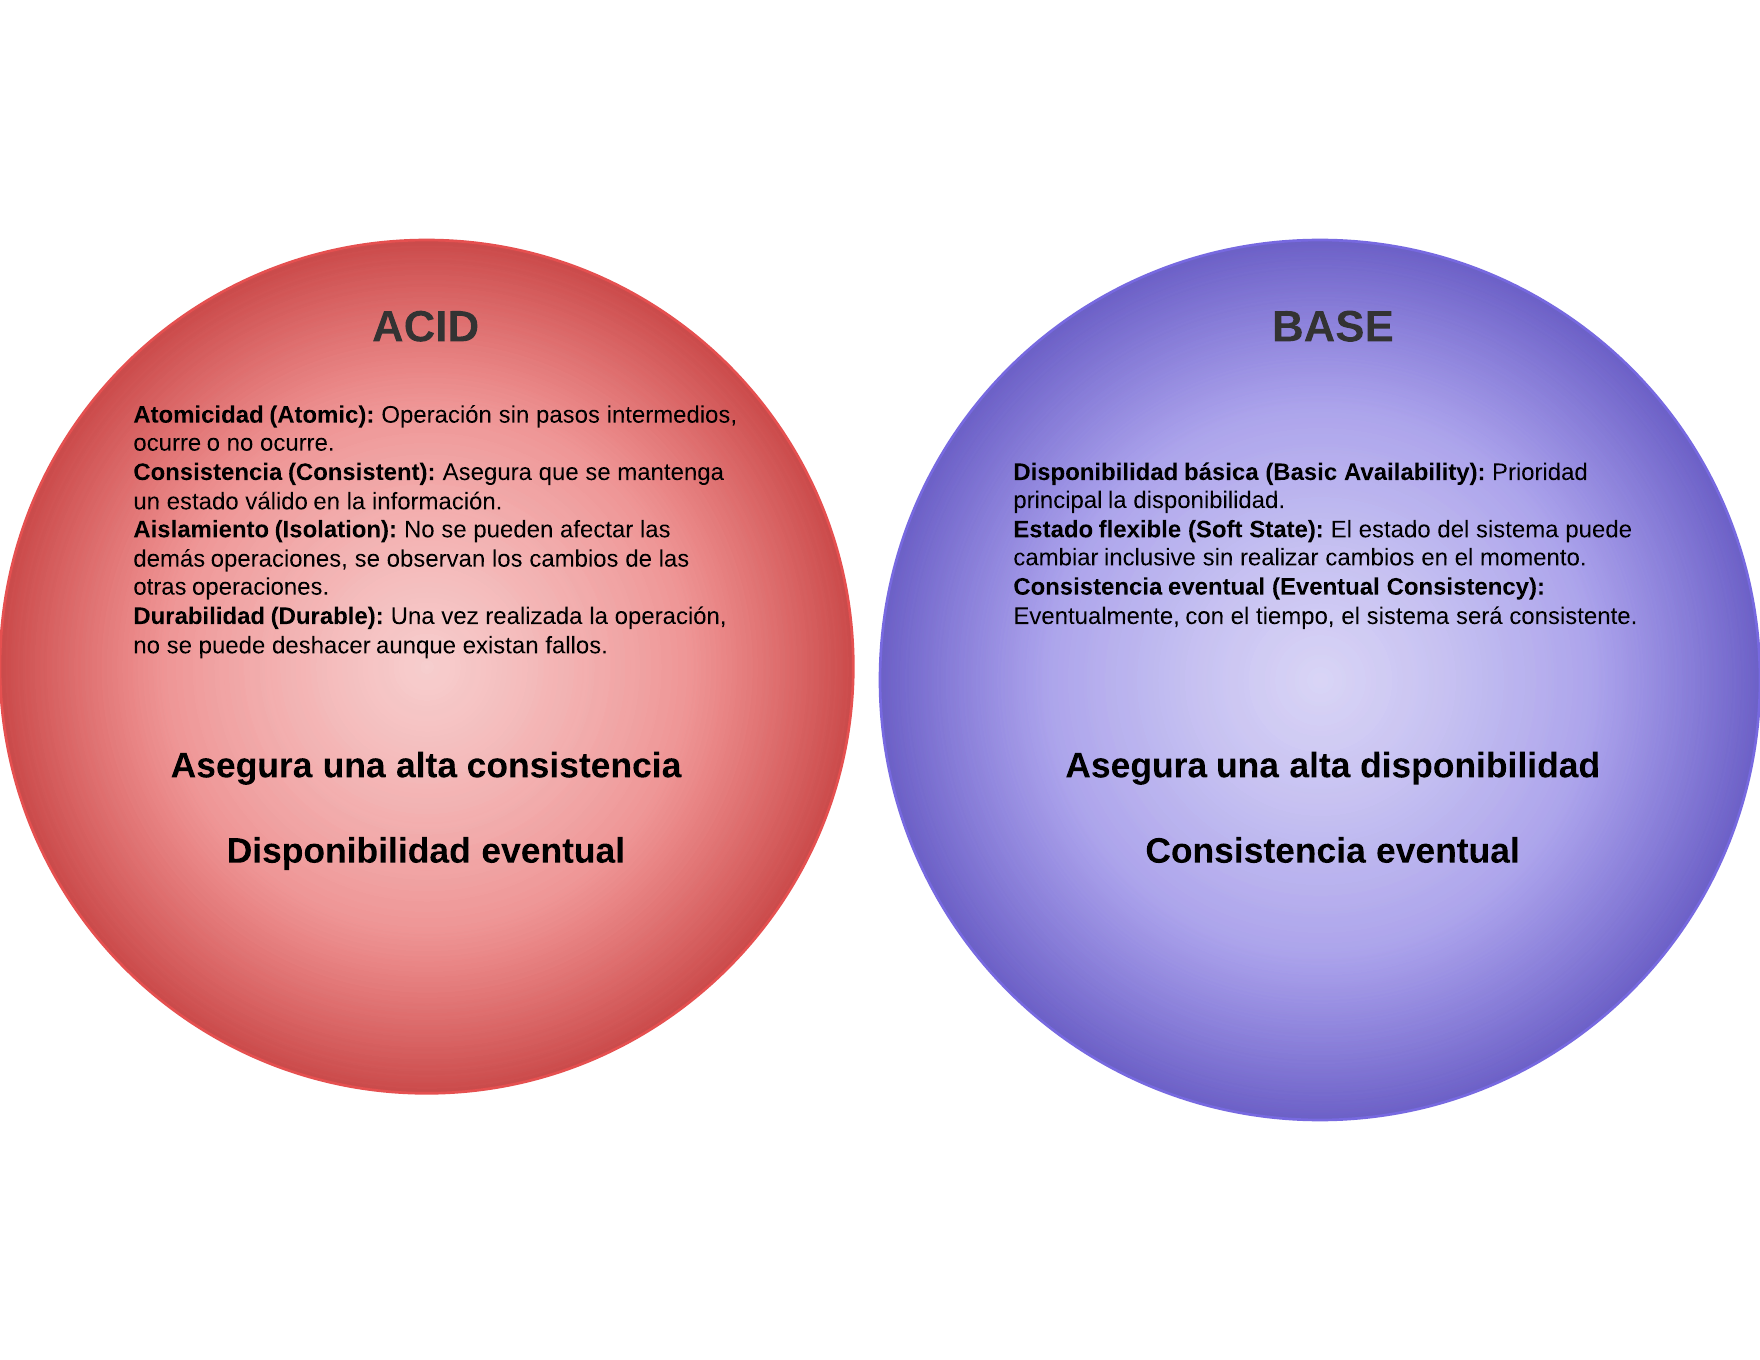 ACID
Atomicidad (Atomic): Operación sin pasos intermedios,
ocurre o no ocurre.
Consistencia (Consistent): Asegura que se mantenga
un estado válido en la información.
Aislamiento (Isolation): No se pueden afectar las
demás operaciones, se observan los cambios de las
otras operaciones.
Durabilidad (Durable): Una vez realizada la operación,
no se puede deshacer aunque existan fallos.
Asegura una alta consistencia
Disponibilidad eventual
BASE
Disponibilidad básica (Basic Availability): Prioridad
principal la disponibilidad.
Estado flexible (Soft State): El estado del sistema puede
cambiar inclusive sin realizar cambios en el momento.
Consistencia eventual (Eventual Consistency):
Eventualmente, con el tiempo, el sistema será consistente.
Asegura una alta disponibilidad
Consistencia eventual